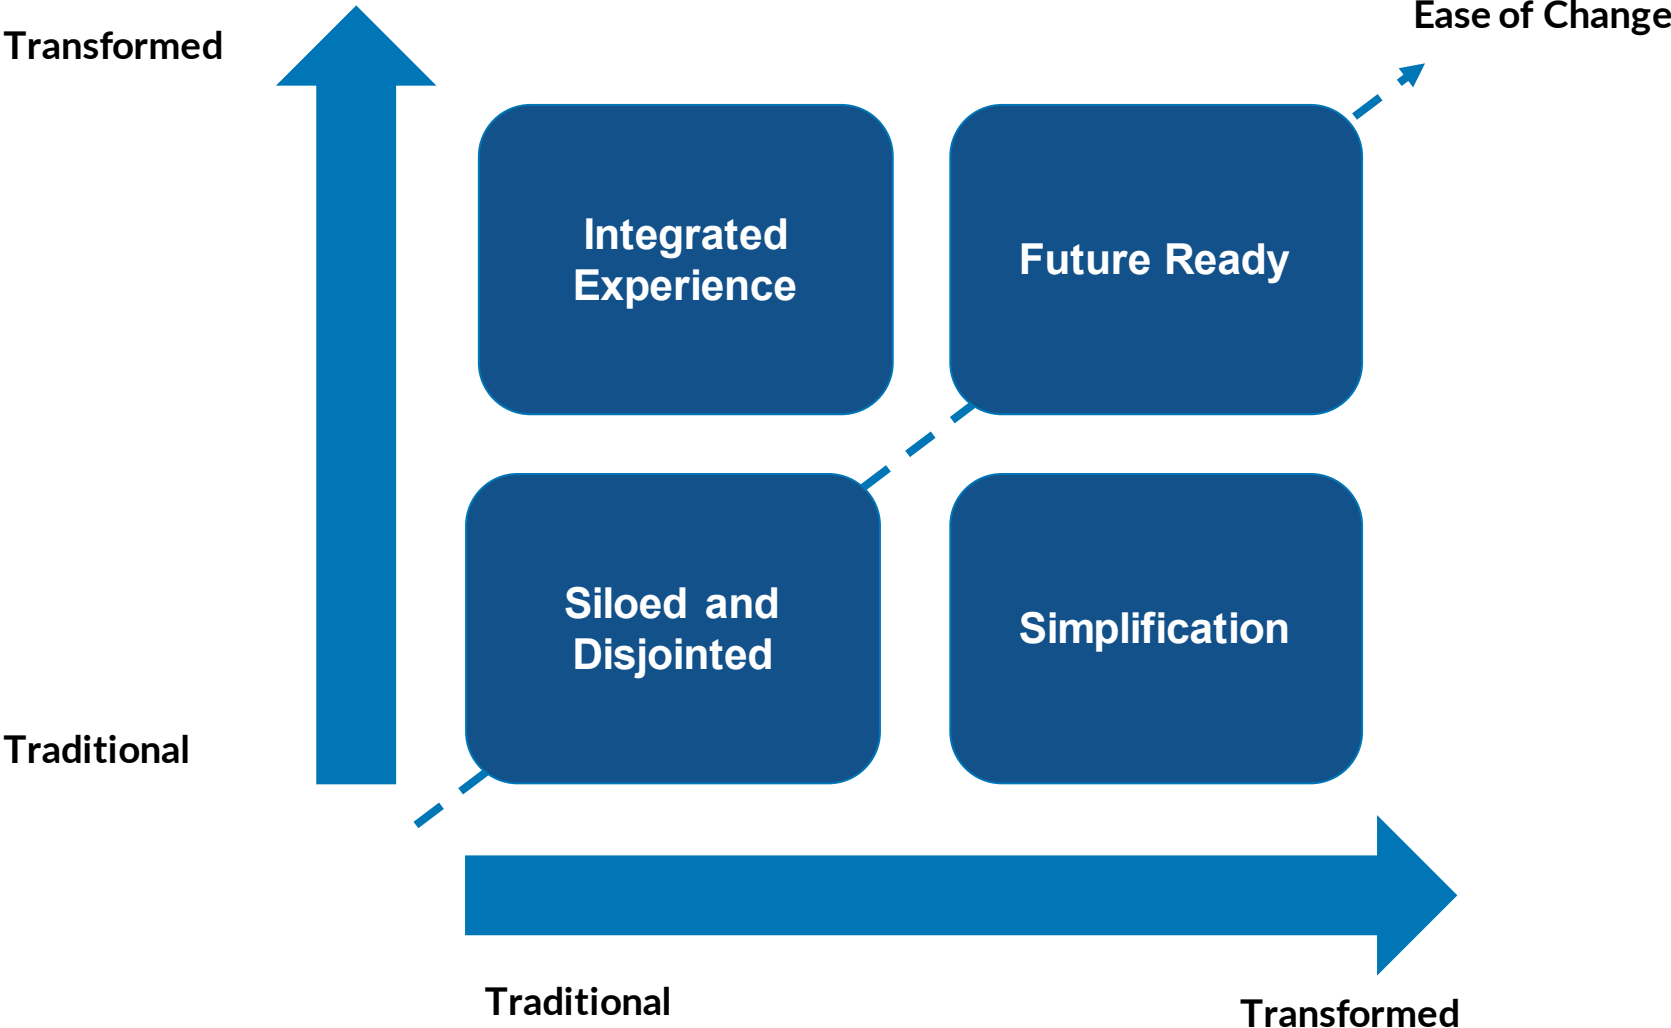 Ease of Change
Transformed
Integrated
Experience
Future Ready
Siloed and
Disjointed
Simplification
Traditional
Traditional
Transformed